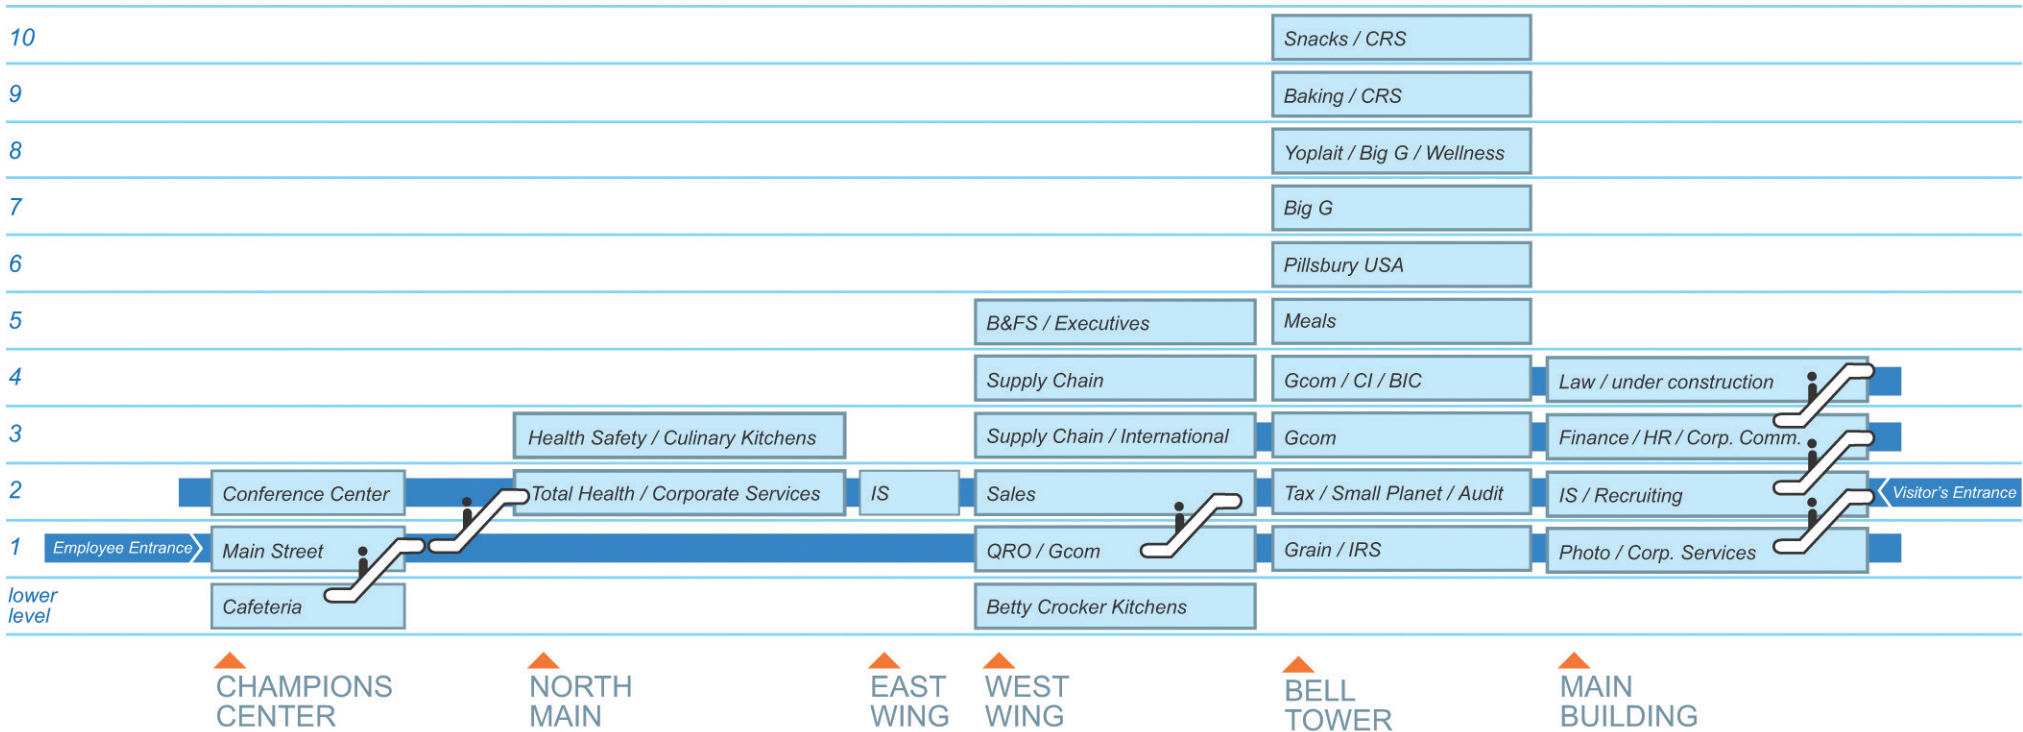 10
Snacks / CRS
9
Baking / CRS
8
Yoplait / Big G / Wellness
7
Big G
6
Pillsbury USA
5
B&FS / Executives
Meals
4
Supply Chain
Gcom / CI / BIC
Law / under construction
3
Health Safety / Culinary Kitchens
Supply Chain / International
Gcom
Finance / HR / Corp. Comm.
2
Conference Center
Total Health / Corporate Services
IS
Sales
Tax / Small Planet / Audit
IS / Recruiting
Visitor's Entrance
1
Employee Entrance
Main Street
QRO / Gcom
Grain / IRS
Photo / Corp. Services
lower
level
Cafeteria
Betty Crocker Kitchens
CHAMPIONS
CENTER
NORTH
MAIN
EAST
WING
WEST
WING
BELL
TOWER
MAIN
BUILDING